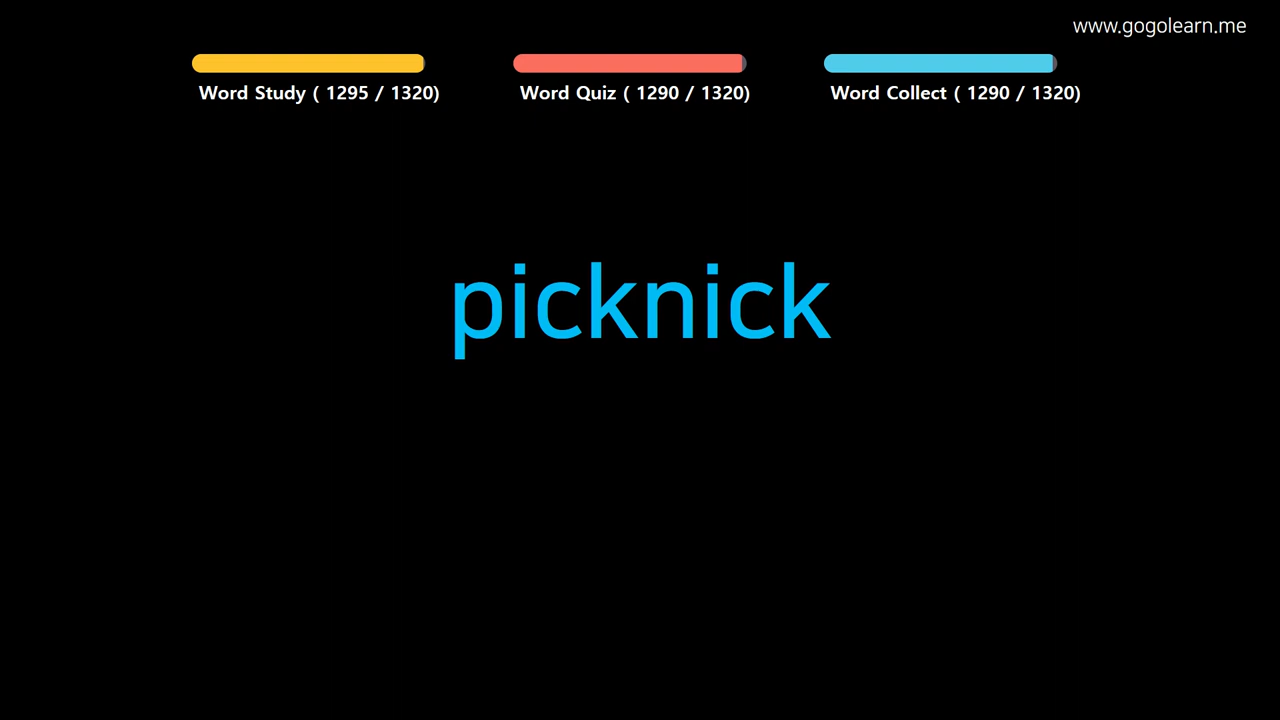 www.gogolearn.me
Word Study ( 1295 / 1320)
Word Quiz ( 1290 / 1320)
Word Collect ( 1290 / 1320)
picknick